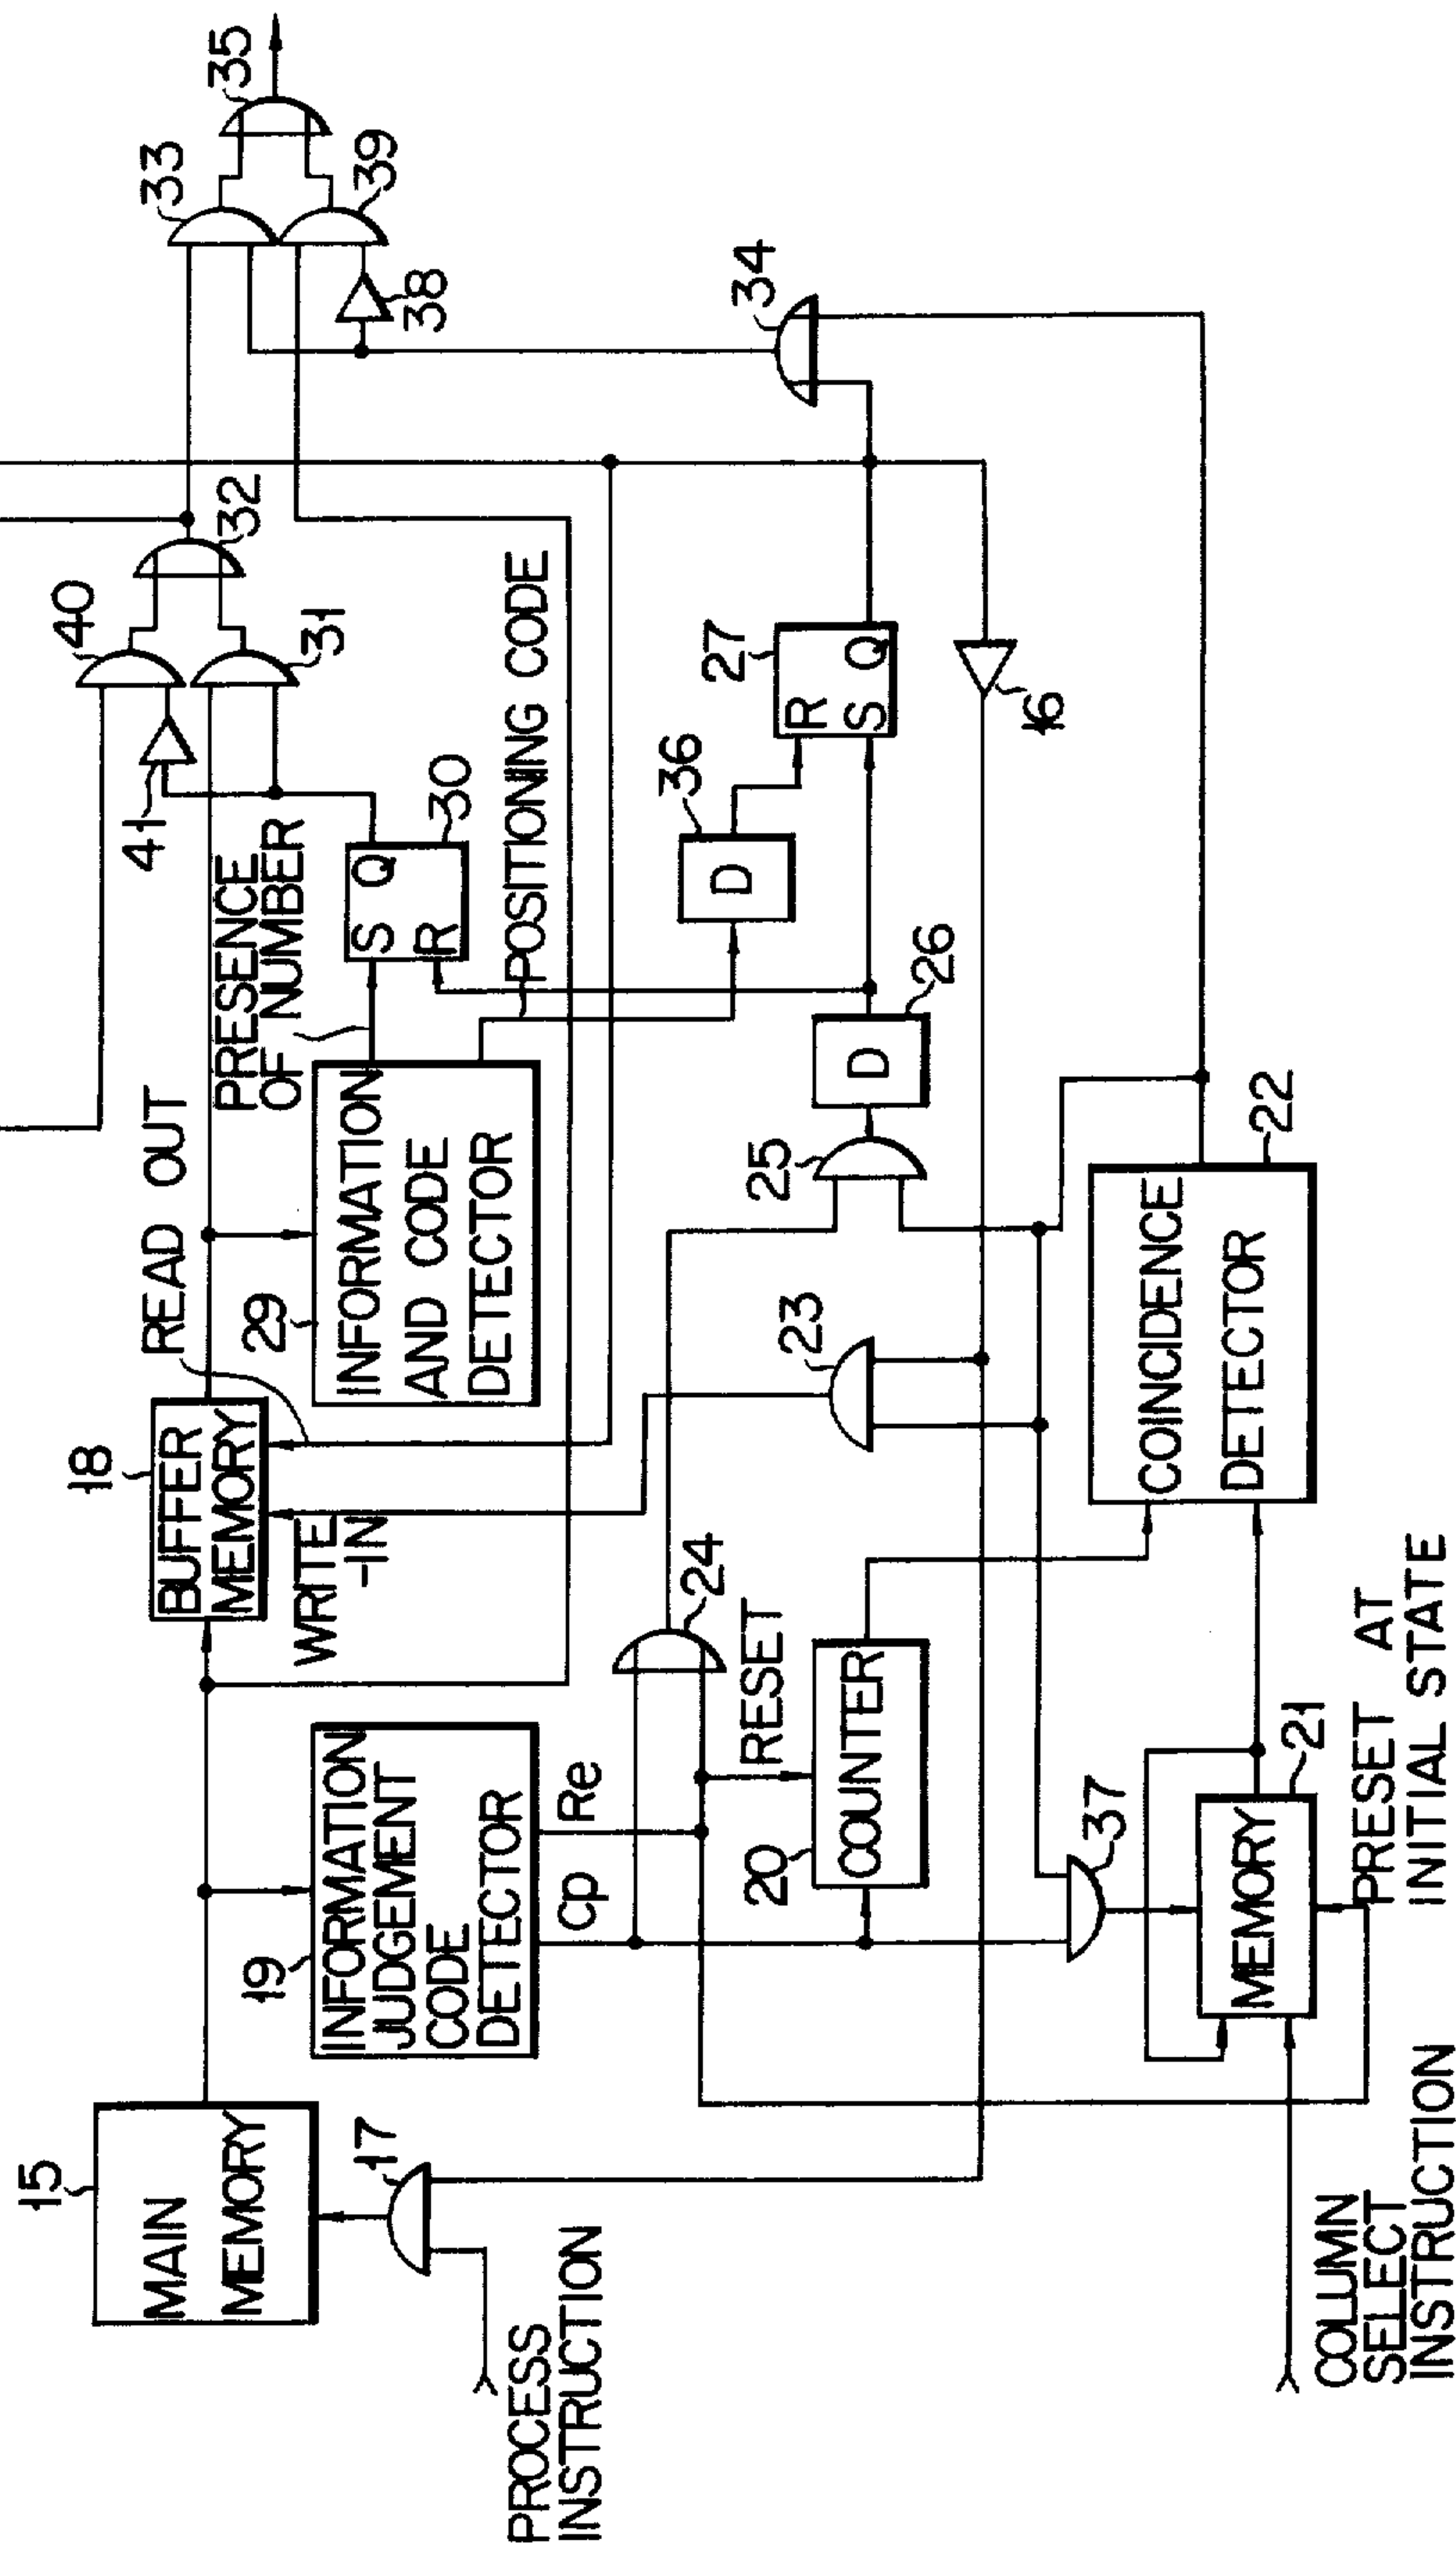 15
MAIN
MEMORY
17
PROCESS
INSTRUCTION
19
INFORMATION
JUDGEMENT
CODE
DETECTOR
Cp
Re
18
BUFFER
MEMORY
WRITE
-IN
READ OUT
29
INFORMATION
AND CODE
DETECTOR
PRESENCE
OF NUMBER
POSITIONING CODE
41
40
31
32
S Q
R
30
33
35
39
38
34
24
RESET
20
COUNTER
23
25
D
26
36
D
27
R
S Q
16
37
21
MEMORY
COLUMN
SELECT
INSTRUCTION
PRESET AT
INITIAL STATE
COINCIDENCE
DETECTOR
22